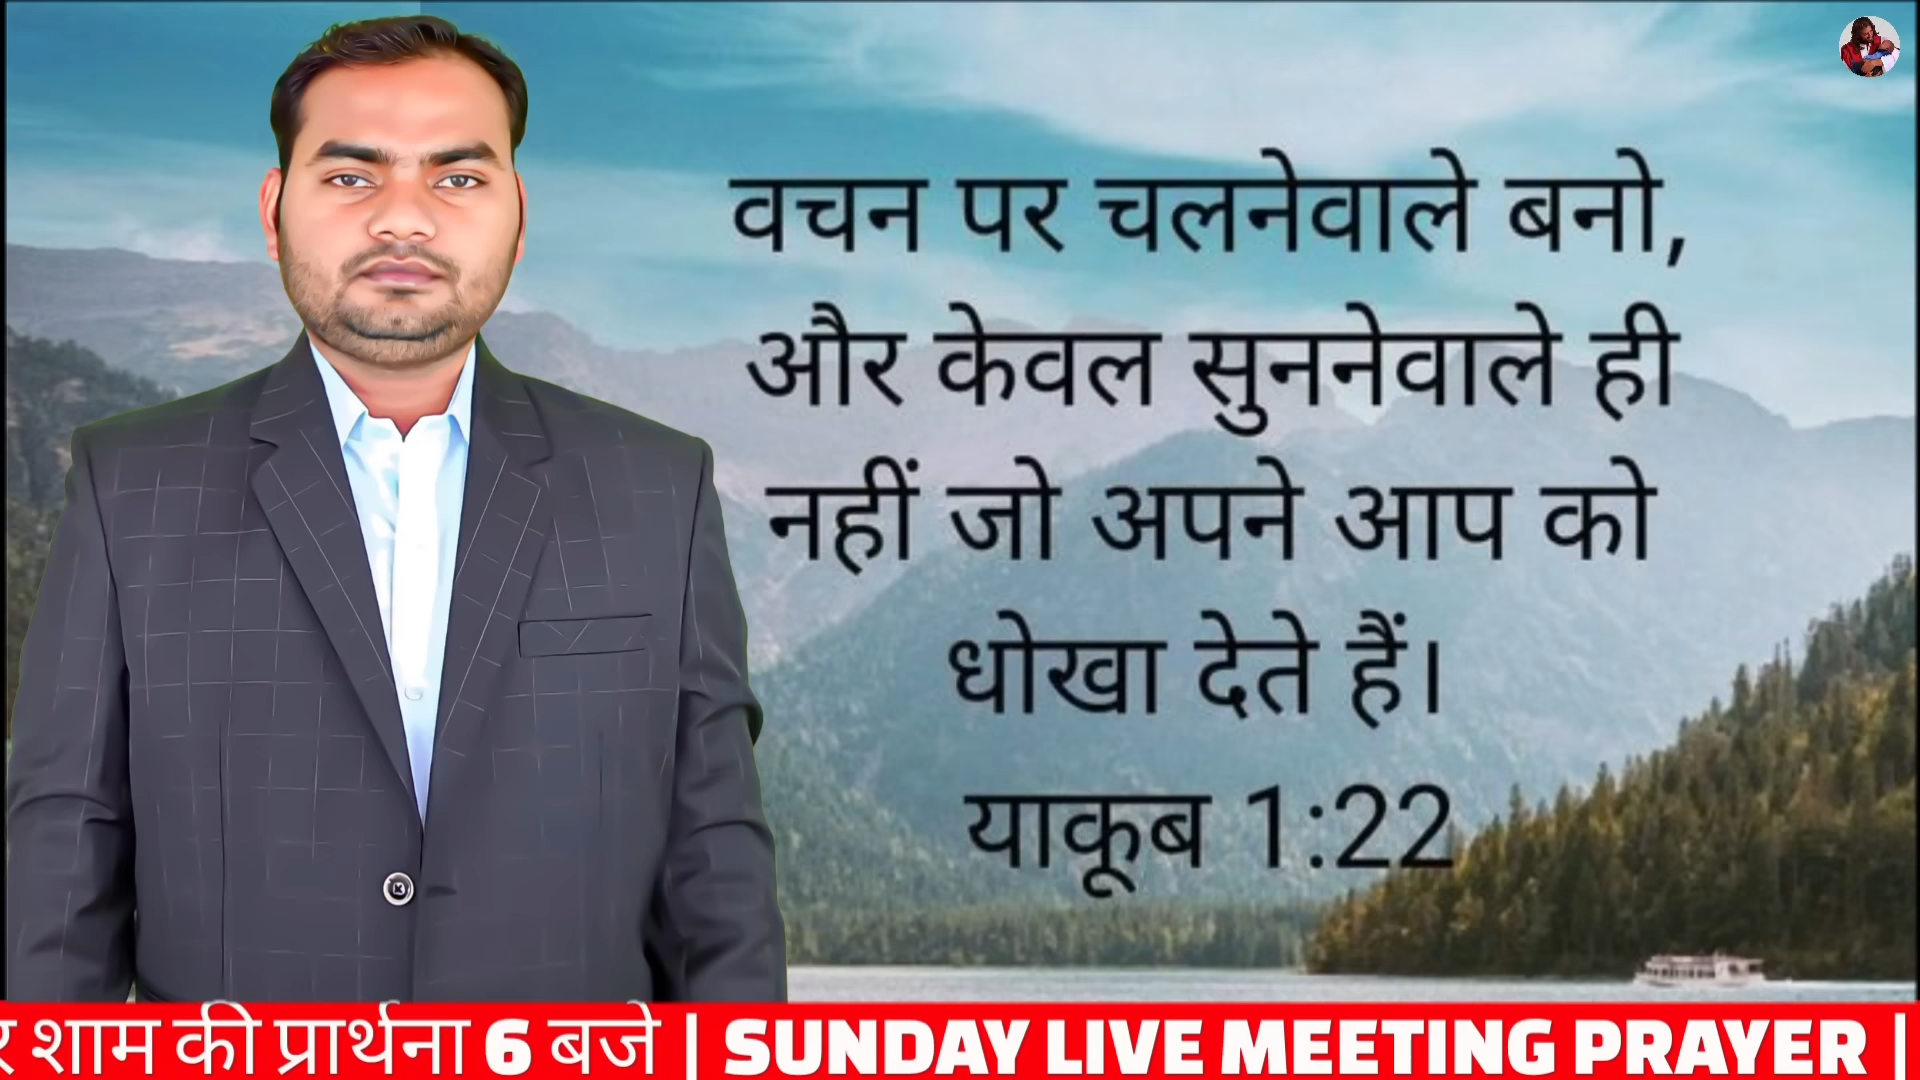 वचन पर चलनेवाले बनो,
और केवल सुननेवाले ही
नहीं जो अपने आप को
धोखा देते हैं।
याकूब 1:22
र शाम की प्रार्थना 6 बजे | SUNDAY LIVE MEETING PRAYER |